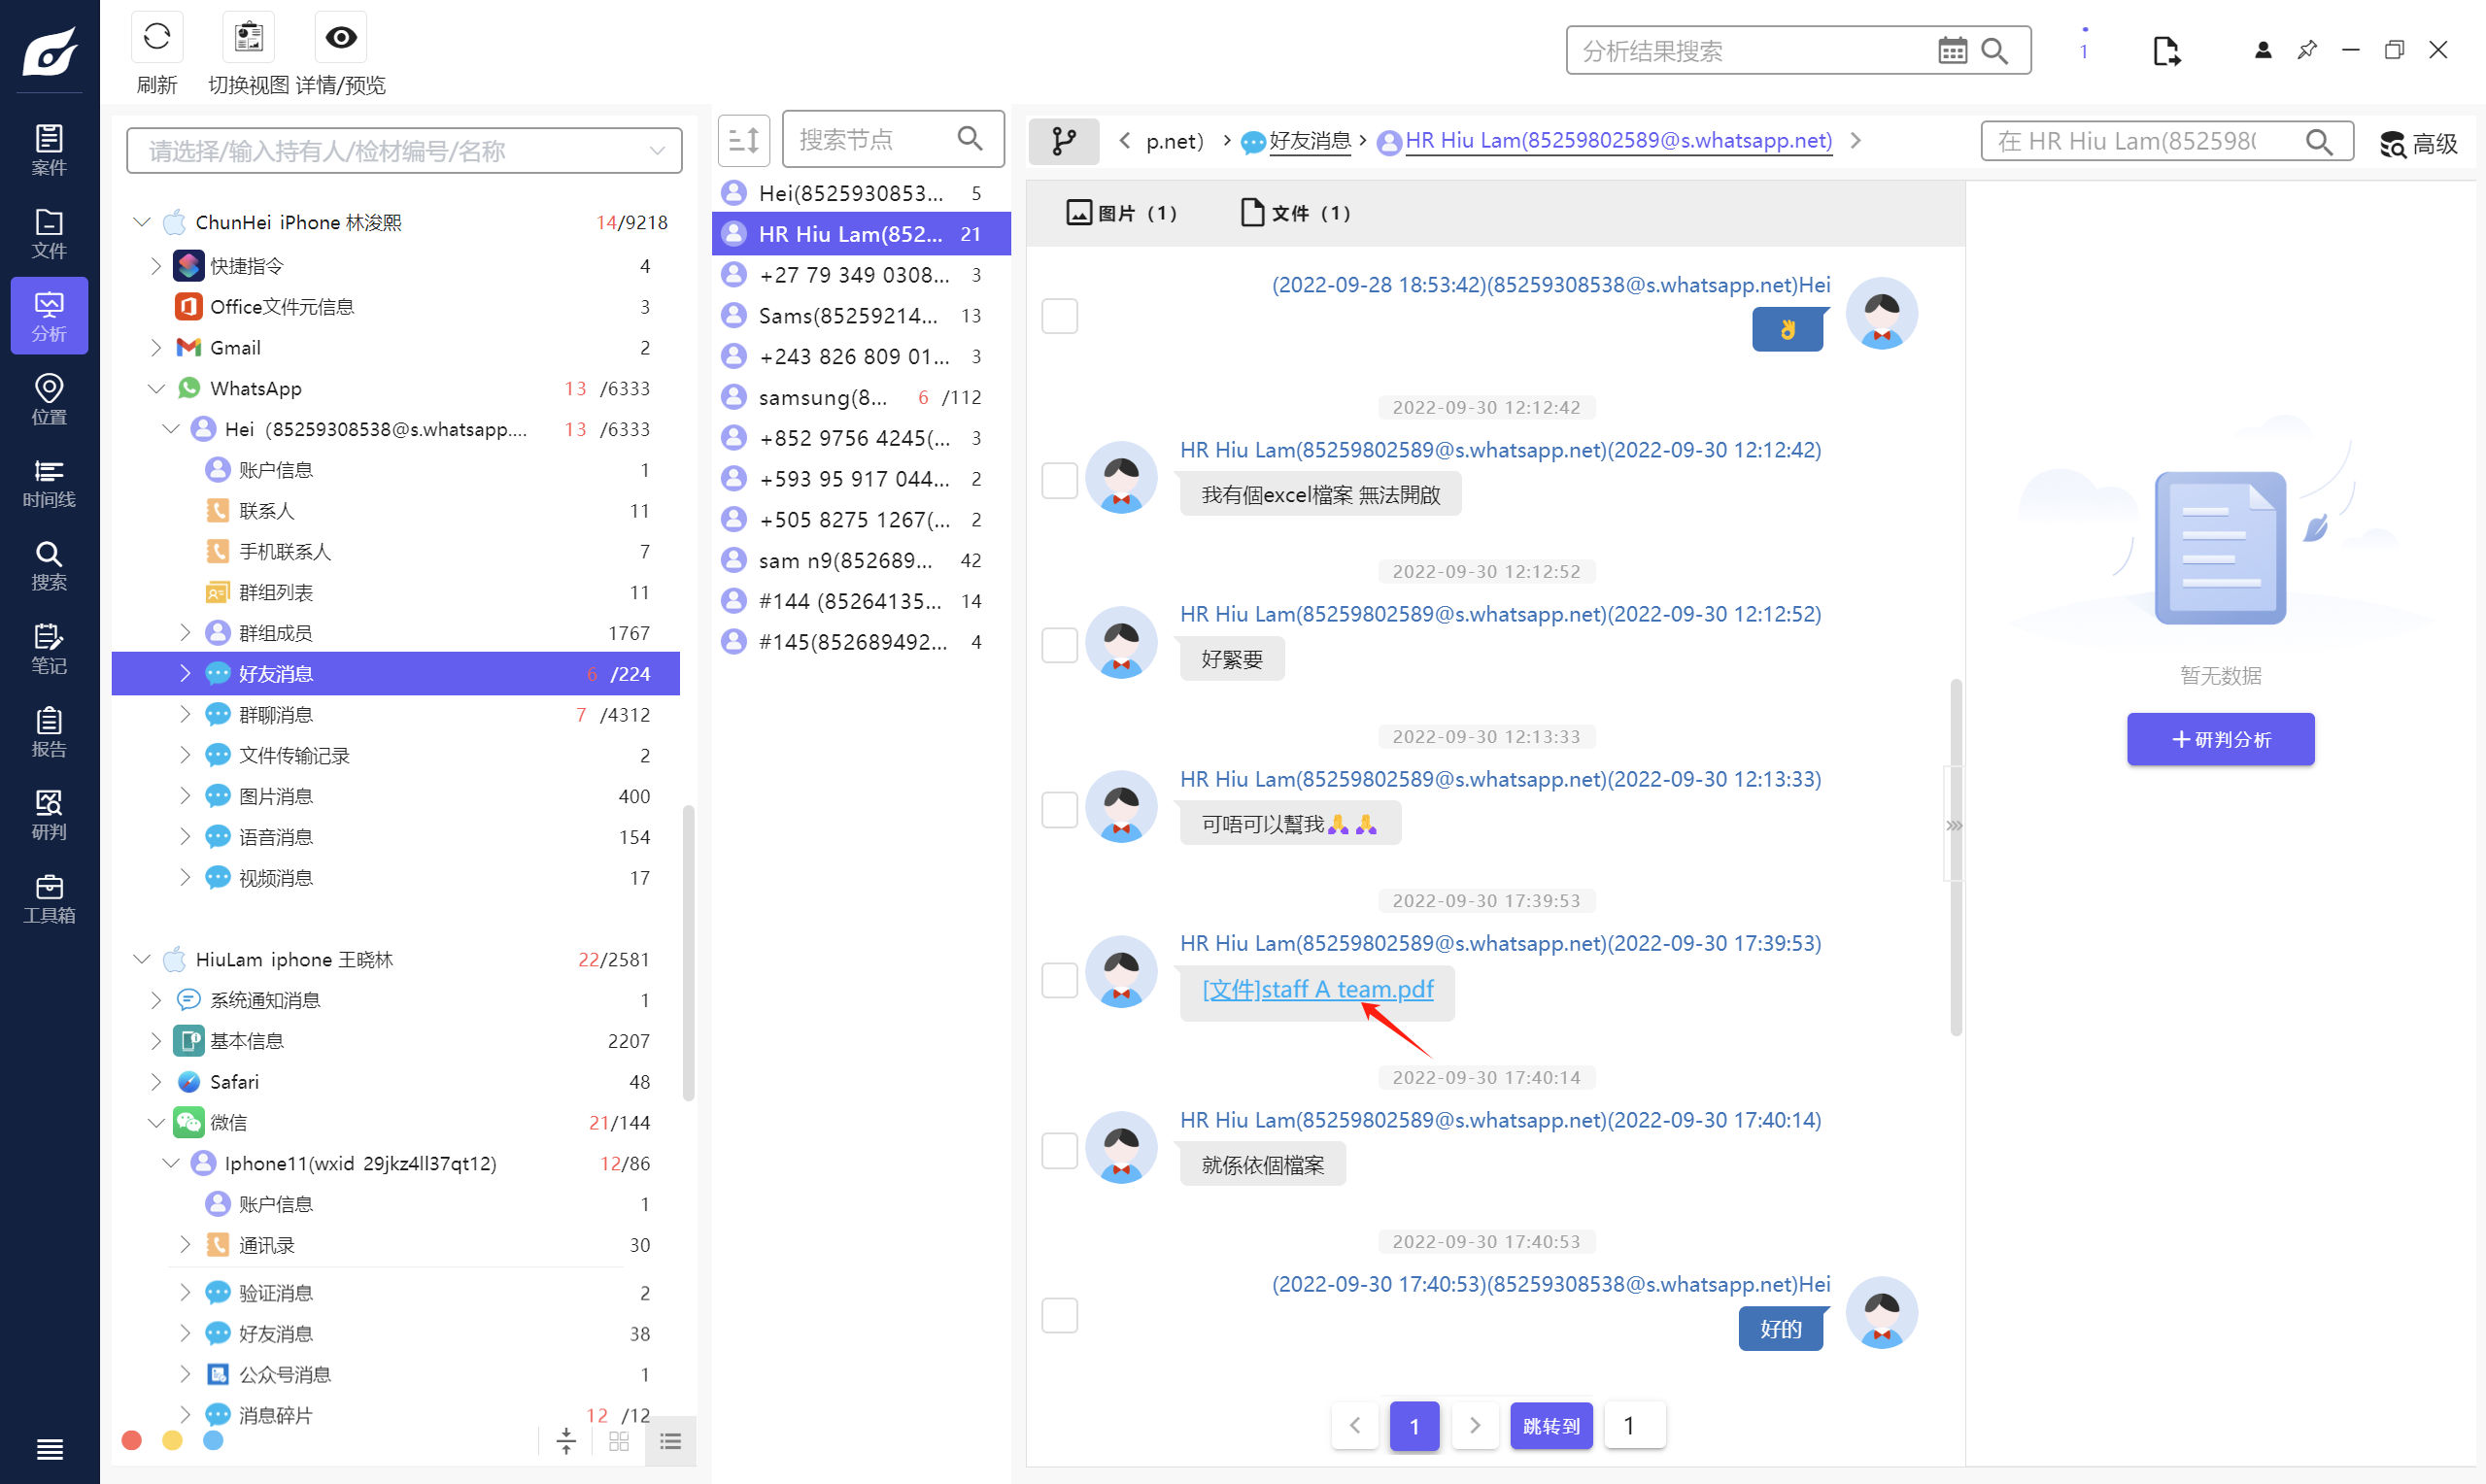 刷新
切换视图
详情/预览
分析结果搜索
1
案件
文件
分析
位置
时间线
搜索
笔记
报告
研判
工具箱
请选择/输入持有人/检材编号/名称
ChunHei iPhone 林浚熙 14/9218
快捷指令 4
Office文件元信息 3
Gmail 2
WhatsApp 13 /6333
Hei（85259308538@s.whatsapp.... 13 /6333
账户信息 1
联系人 11
手机联系人 7
群组列表 11
群组成员 1767
好友消息 6 /224
群聊消息 7 /4312
文件传输记录 2
图片消息 400
语音消息 154
视频消息 17
HiuLam iphone 王晓林 22/2581
系统通知消息 1
基本信息 2207
Safari 48
微信 21/144
Iphone11(wxid 29jkz4ll37qt12) 12/86
账户信息 1
通讯录 30
验证消息 2
好友消息 38
公众号消息 1
消息碎片 12 /12
搜索节点
Hei(8525930853... 5
HR Hiu Lam(852... 21
+27 79 349 0308... 3
Sams(85259214... 13
+243 826 809 01... 3
samsung(8... 6 /112
+852 9756 4245(... 3
+593 95 917 044... 2
+505 8275 1267(... 2
sam n9(852689... 42
#144 (85264135... 14
#145(852689492... 4
p.net) 好友消息 HR Hiu Lam(85259802589@s.whatsapp.net)
在 HR Hiu Lam(8525980
高级
图片（1） 文件（1）
(2022-09-28 18:53:42)(85259308538@s.whatsapp.net)Hei
👌
2022-09-30 12:12:42
HR Hiu Lam(85259802589@s.whatsapp.net)(2022-09-30 12:12:42)
我有個excel檔案 無法開啟
2022-09-30 12:12:52
HR Hiu Lam(85259802589@s.whatsapp.net)(2022-09-30 12:12:52)
好緊要
2022-09-30 12:13:33
HR Hiu Lam(85259802589@s.whatsapp.net)(2022-09-30 12:13:33)
可唔可以幫我🙏🙏
2022-09-30 17:39:53
HR Hiu Lam(85259802589@s.whatsapp.net)(2022-09-30 17:39:53)
[文件]staff A team.pdf
2022-09-30 17:40:14
HR Hiu Lam(85259802589@s.whatsapp.net)(2022-09-30 17:40:14)
就係依個檔案
2022-09-30 17:40:53
(2022-09-30 17:40:53)(85259308538@s.whatsapp.net)Hei
好的
1 跳转到 1
暂无数据
+研判分析